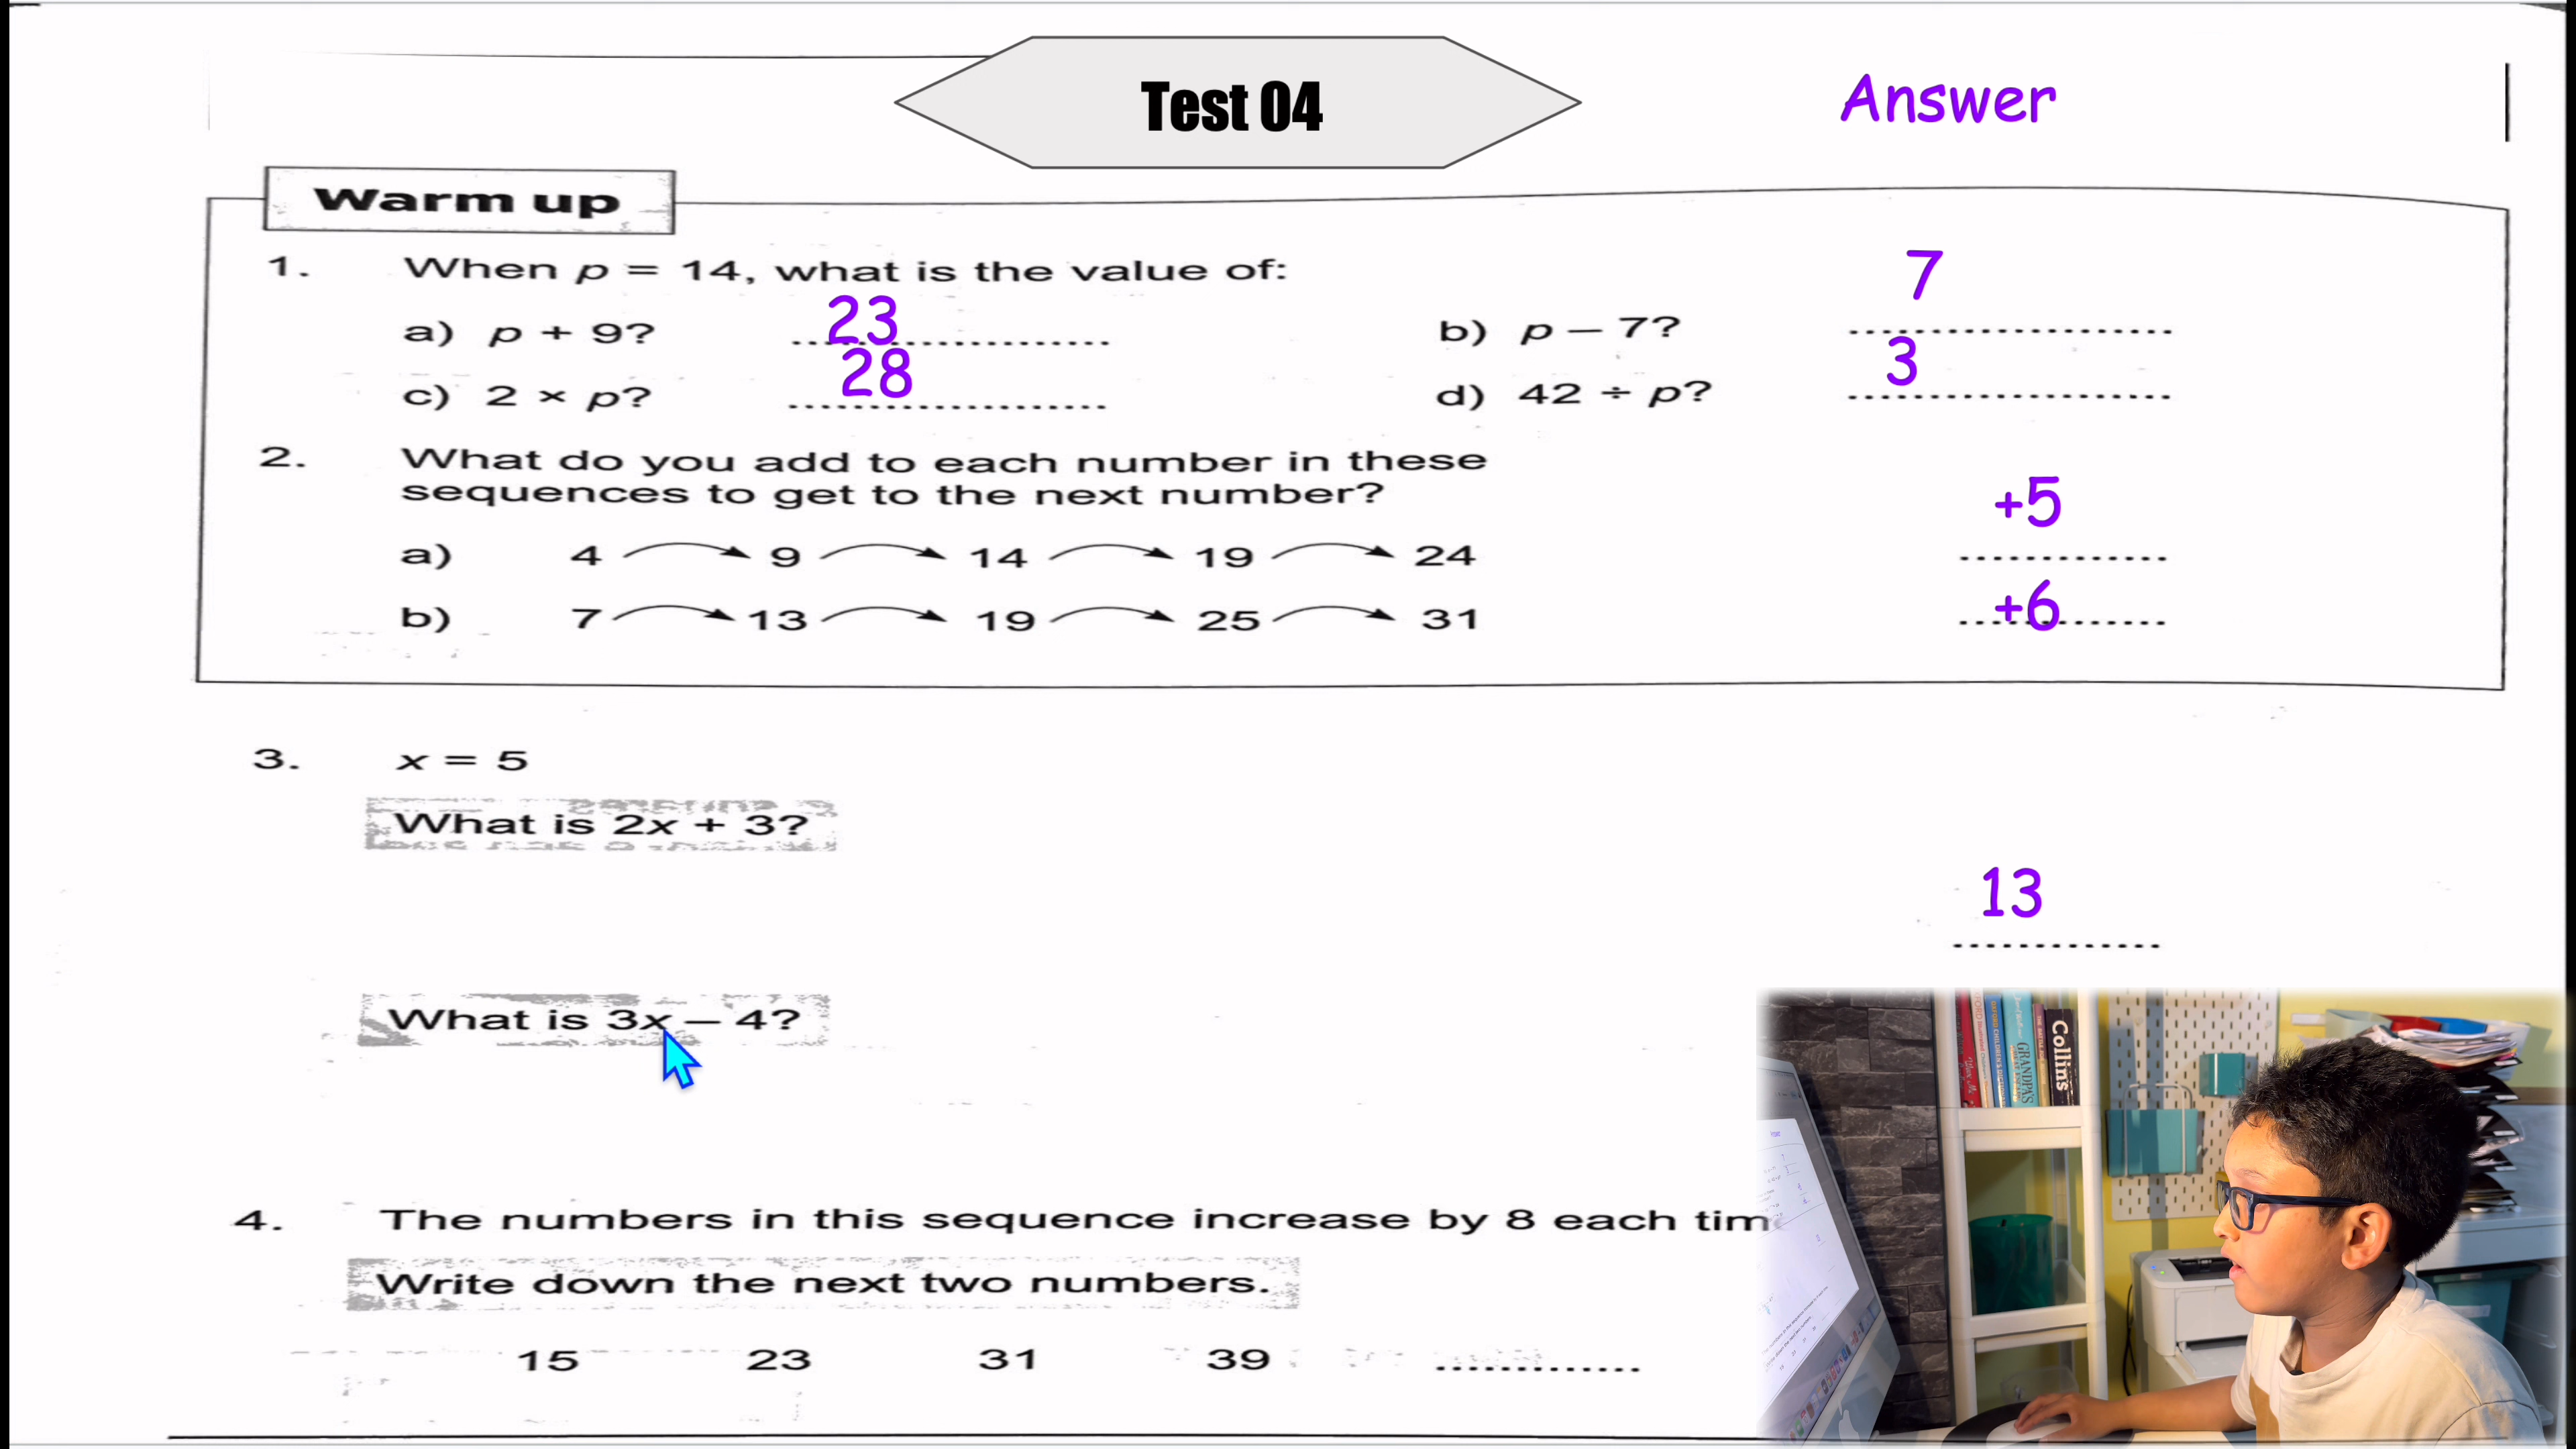 Test 04
Answer
Warm up
1. When p = 14, what is the value of:
a) p + 9? 23 b) p – 7? 7
c) 2 × p? 28 d) 42 ÷ p? 3
2. What do you add to each number in these
sequences to get to the next number?
+5
a) 4 9 14 19 24
b) 7 13 19 25 31 +6
3. x = 5
What is 2x + 3?
13
What is 3x – 4?
4. The numbers in this sequence increase by 8 each tim
Write down the next two numbers.
15 23 31 39
Collins
GRANDPA'S